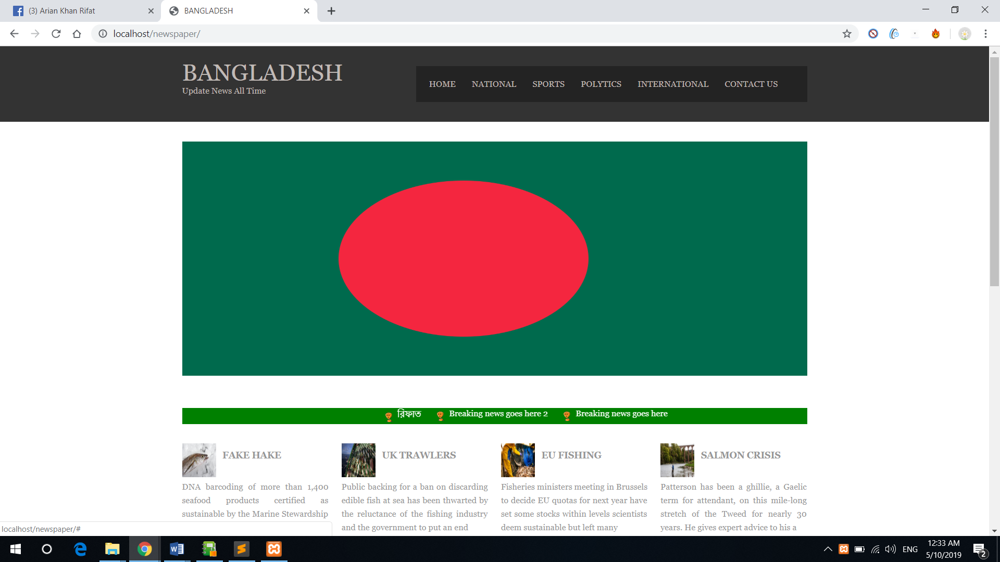 (3) Arian Khan Rifat
BANGLADESH
localhost/newspaper/
BANGLADESH
Update News All Time
HOME NATIONAL SPORTS POLYTICS INTERNATIONAL CONTACT US
রিফাত Breaking news goes here 2 Breaking news goes here
FAKE HAKE
DNA barcoding of more than 1,400
seafood products certified as
sustainable by the Marine Stewardship
UK TRAWLERS
Public backing for a ban on discarding
edible fish at sea has been thwarted by
the reluctance of the fishing industry
and the government to put an end
EU FISHING
Fisheries ministers meeting in Brussels
to decide EU quotas for next year have
set some stocks within levels scientists
deem sustainable but left many
SALMON CRISIS
Patterson has been a ghillie, a Gaelic
term for attendant, on this mile-long
stretch of the Tweed for nearly 30
years. He gives expert advice to his a
localhost/newspaper/#
ENG
12:33 AM
5/10/2019
2